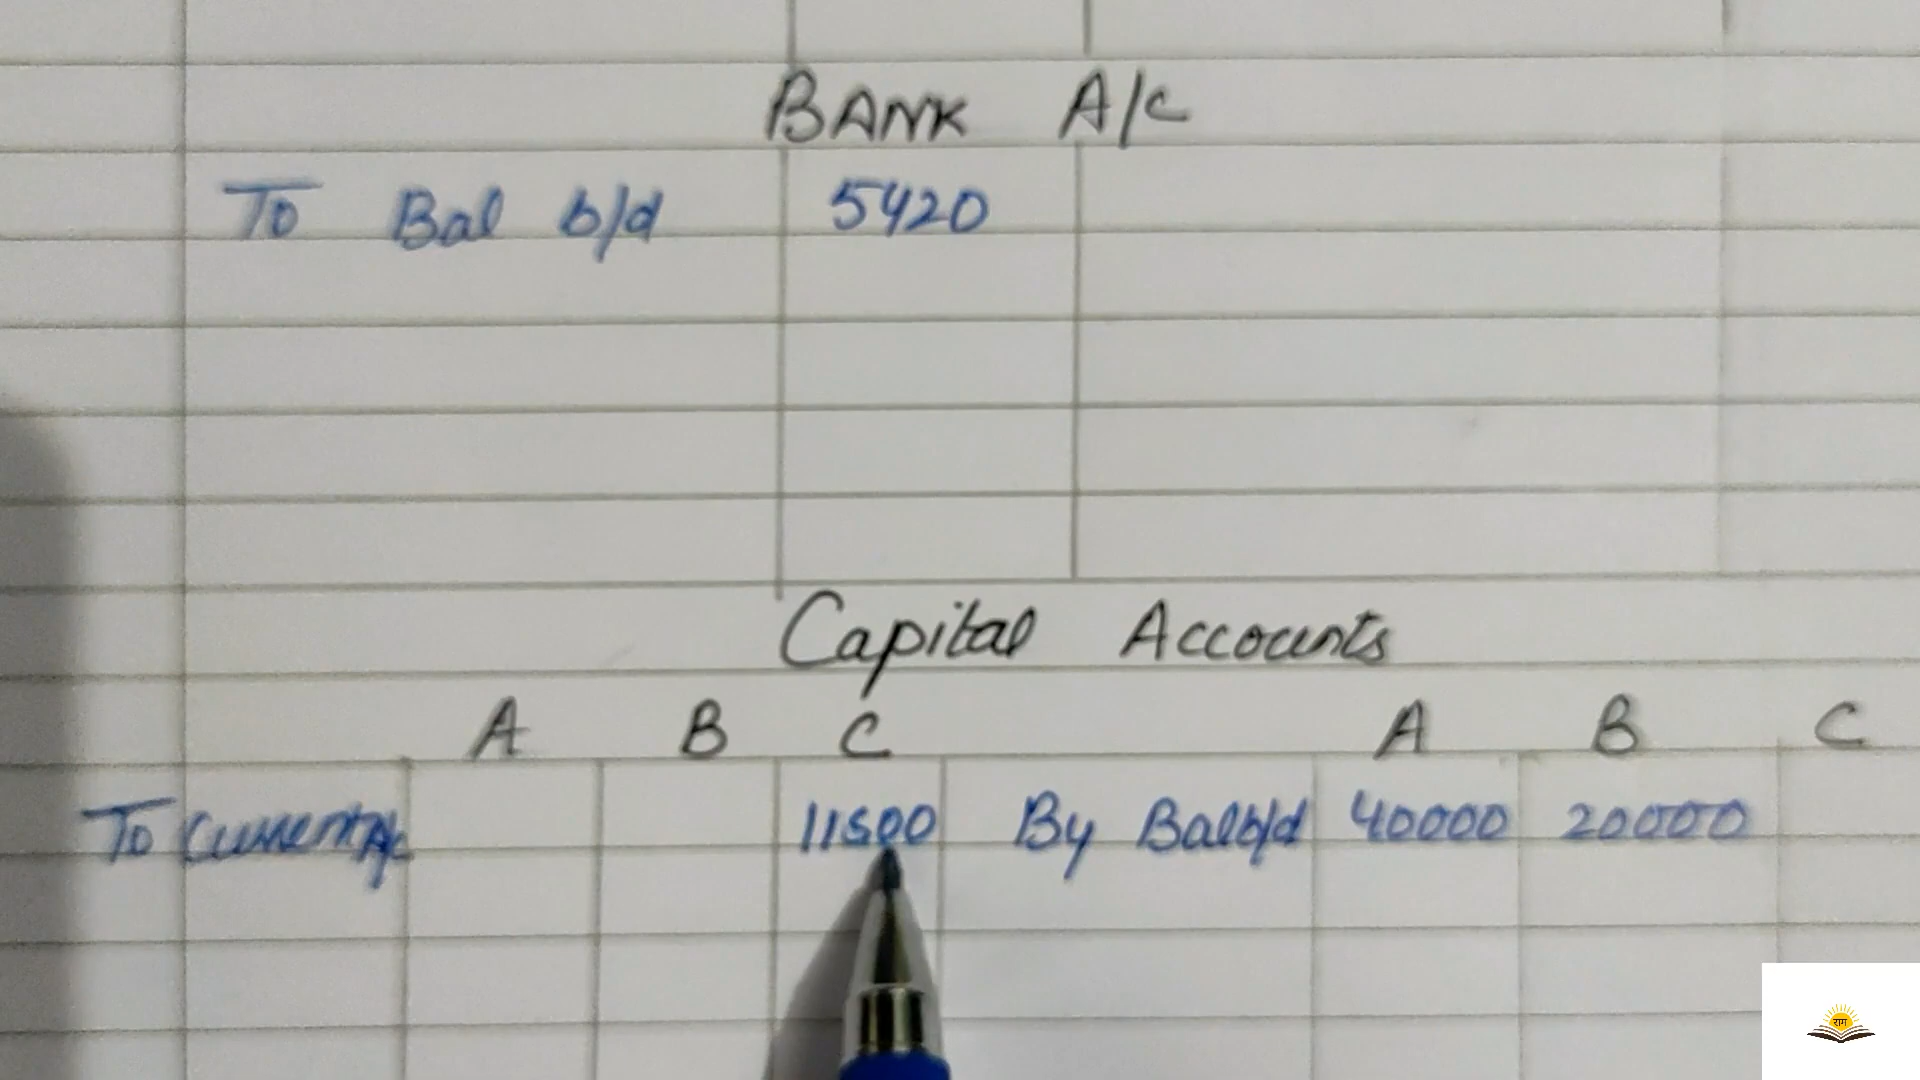 BANK A/C
To Bal b/d 5420
Capital Accounts
A B C A B C
To Current A/c 11500 By Bal b/d 40000 20000
राम